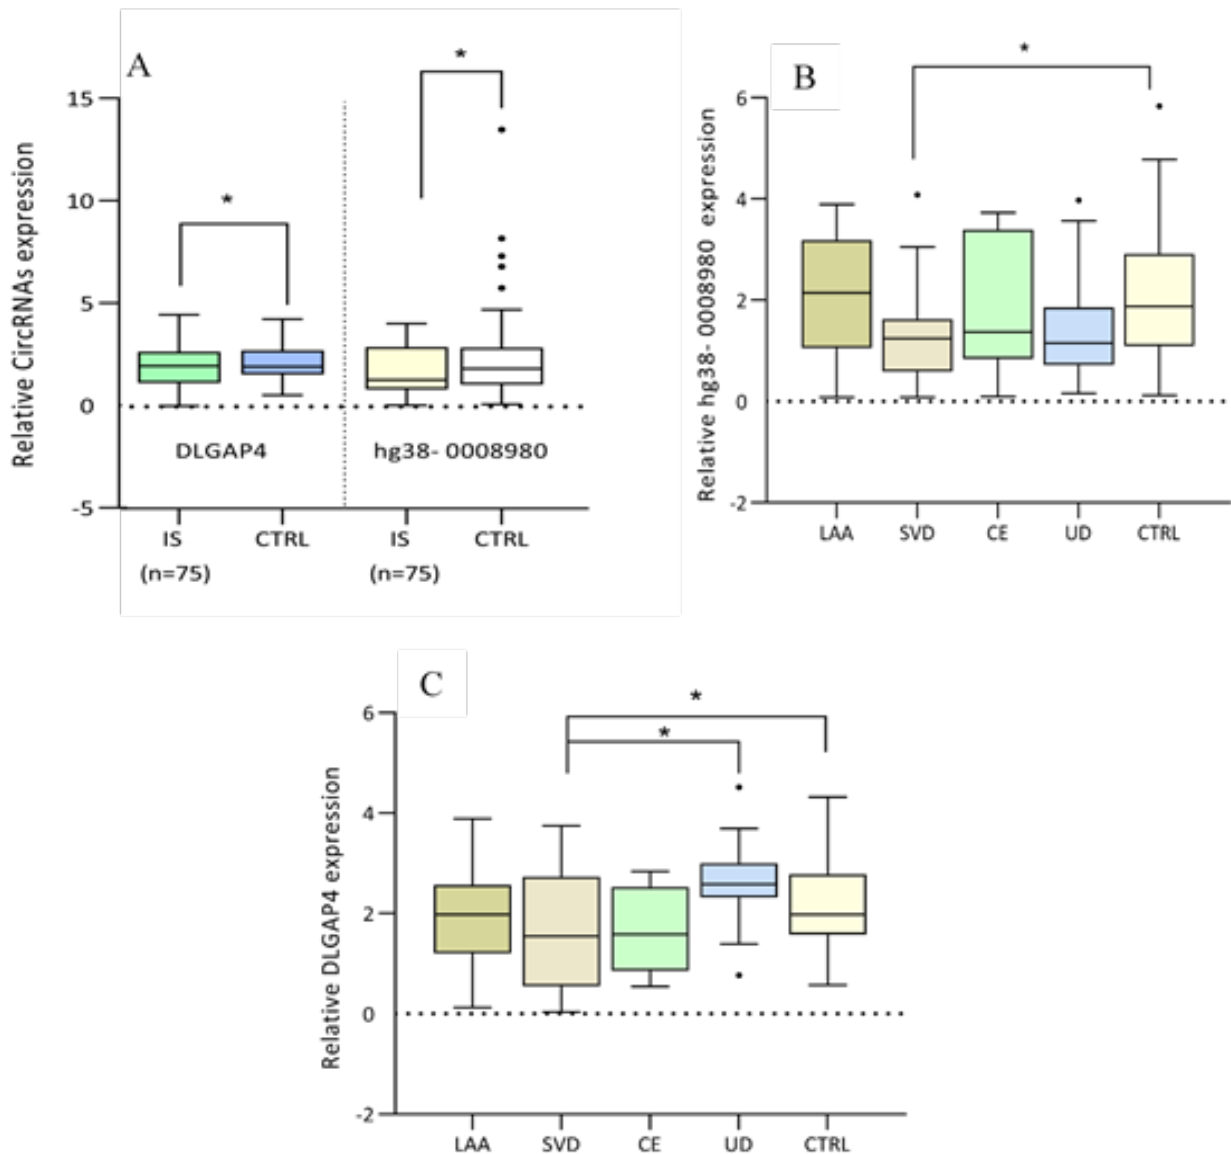 A
*
*
Relative CircRNAs expression
15
10
5
0
-5
DLGAP4
hg38- 0008980
IS
CTRL
IS
CTRL
(n=75)
(n=75)
B
*
Relative hg38- 0008980 expression
6
4
2
0
-2
LAA
SVD
CE
UD
CTRL
C
*
*
Relative DLGAP4 expression
6
4
2
0
-2
LAA
SVD
CE
UD
CTRL